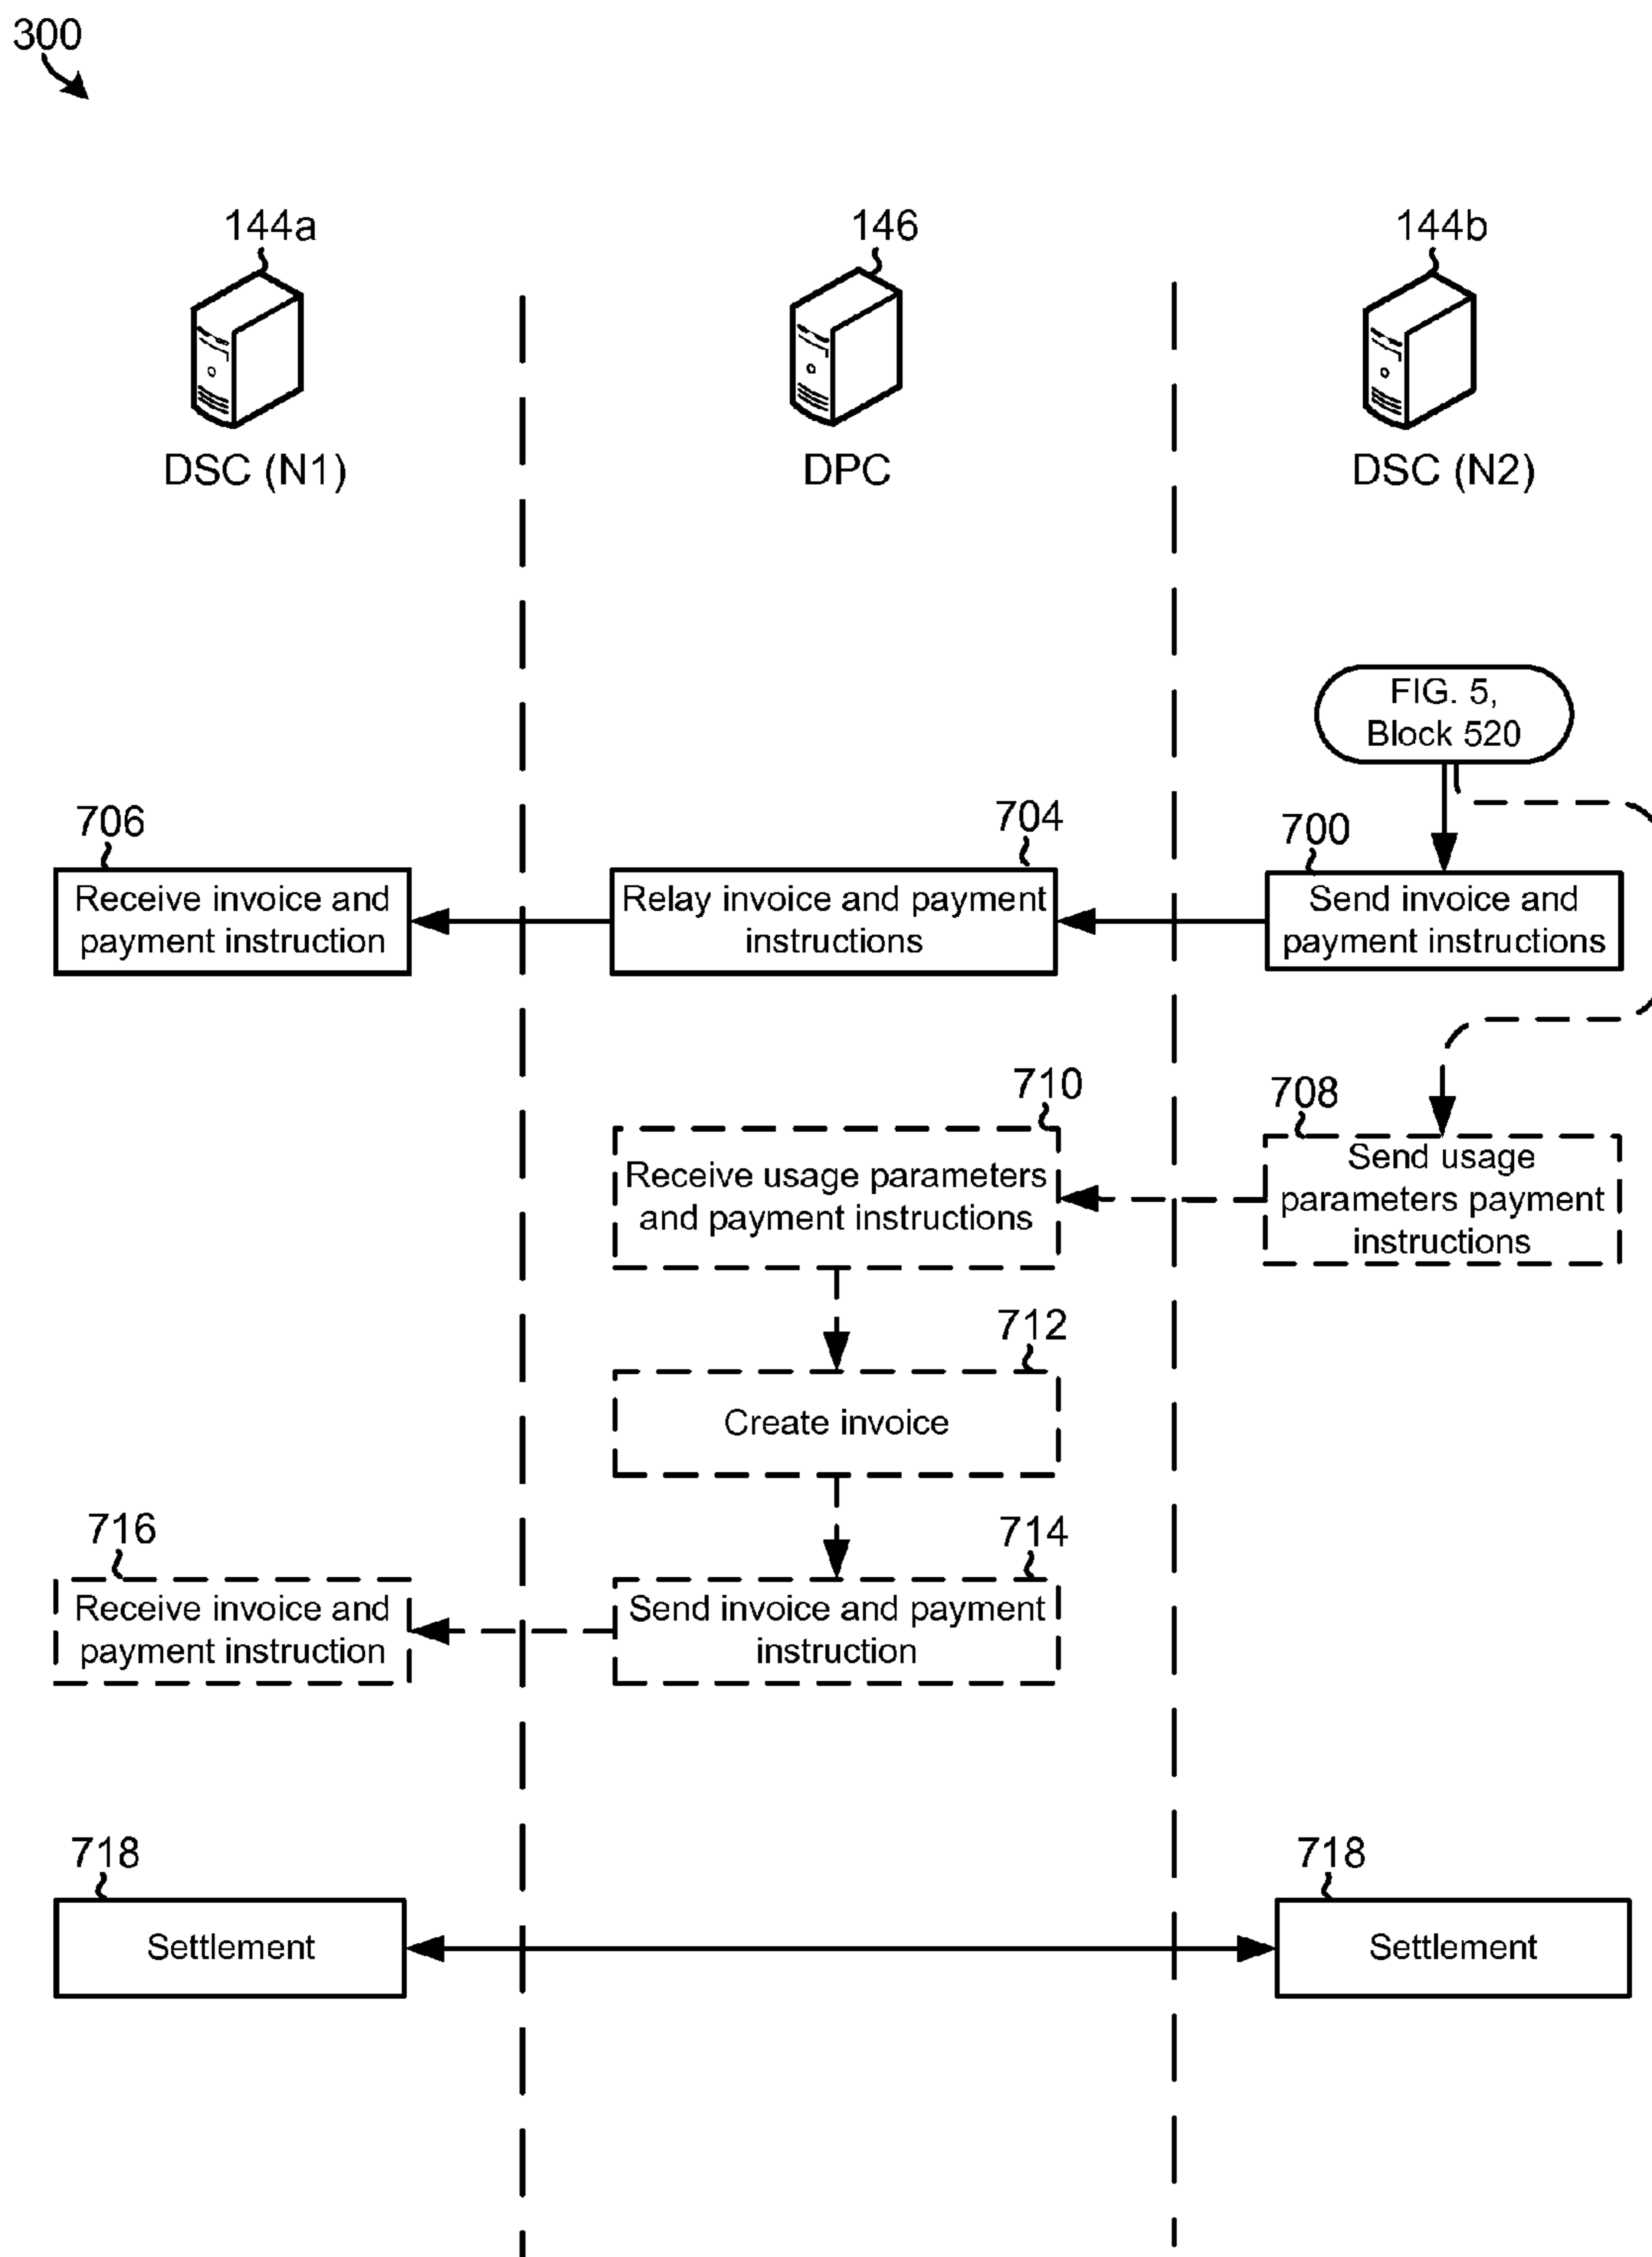 300
144a
146
144b
DSC (N1)
DPC
DSC (N2)
FIG. 5,
Block 520
706
704
700
Receive invoice and
payment instruction
Relay invoice and payment
instructions
Send invoice and
payment instructions
710
708
Receive usage parameters
and payment instructions
Send usage
parameters payment
instructions
712
Create invoice
716
714
Receive invoice and
payment instruction
Send invoice and payment
instruction
718
718
Settlement
Settlement